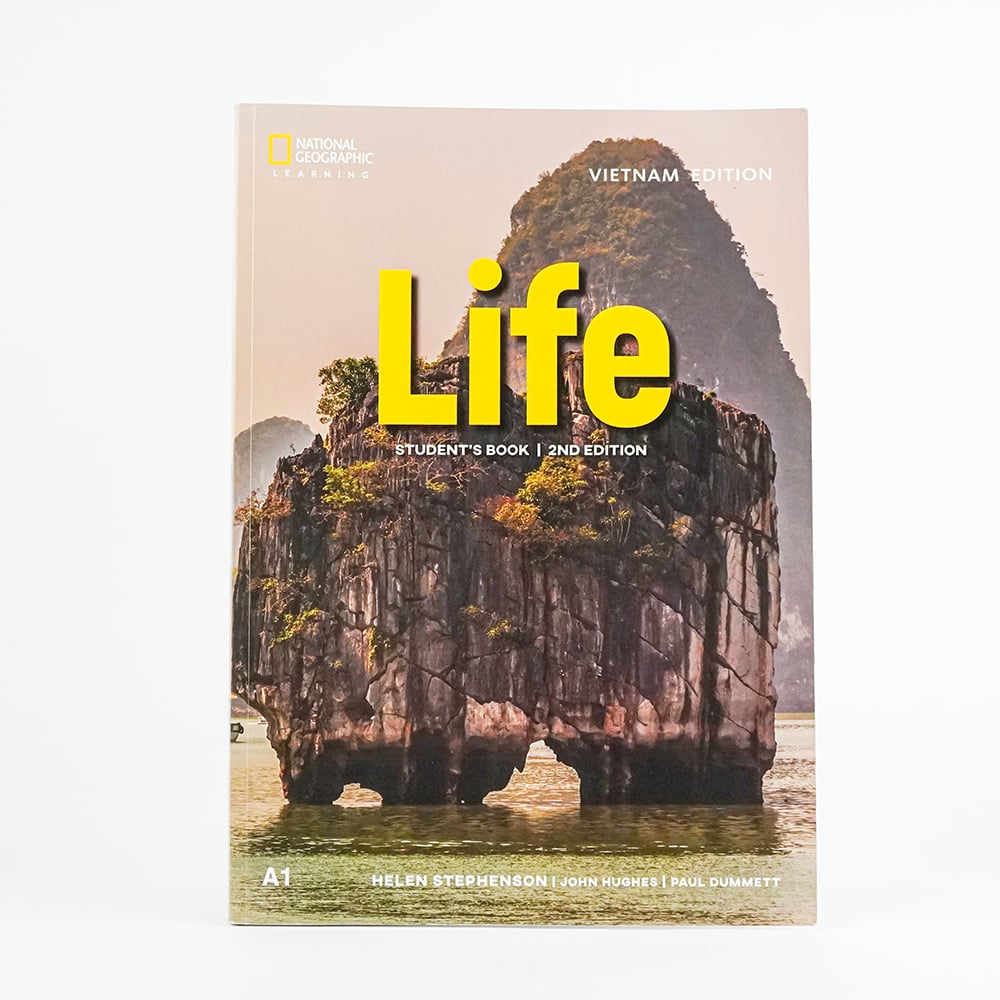 NATIONAL
GEOGRAPHIC
LEARNING
VIETNAM EDITION
Life
STUDENT'S BOOK | 2ND EDITION
A1
HELEN STEPHENSON | JOHN HUGHES | PAUL DUMMETT